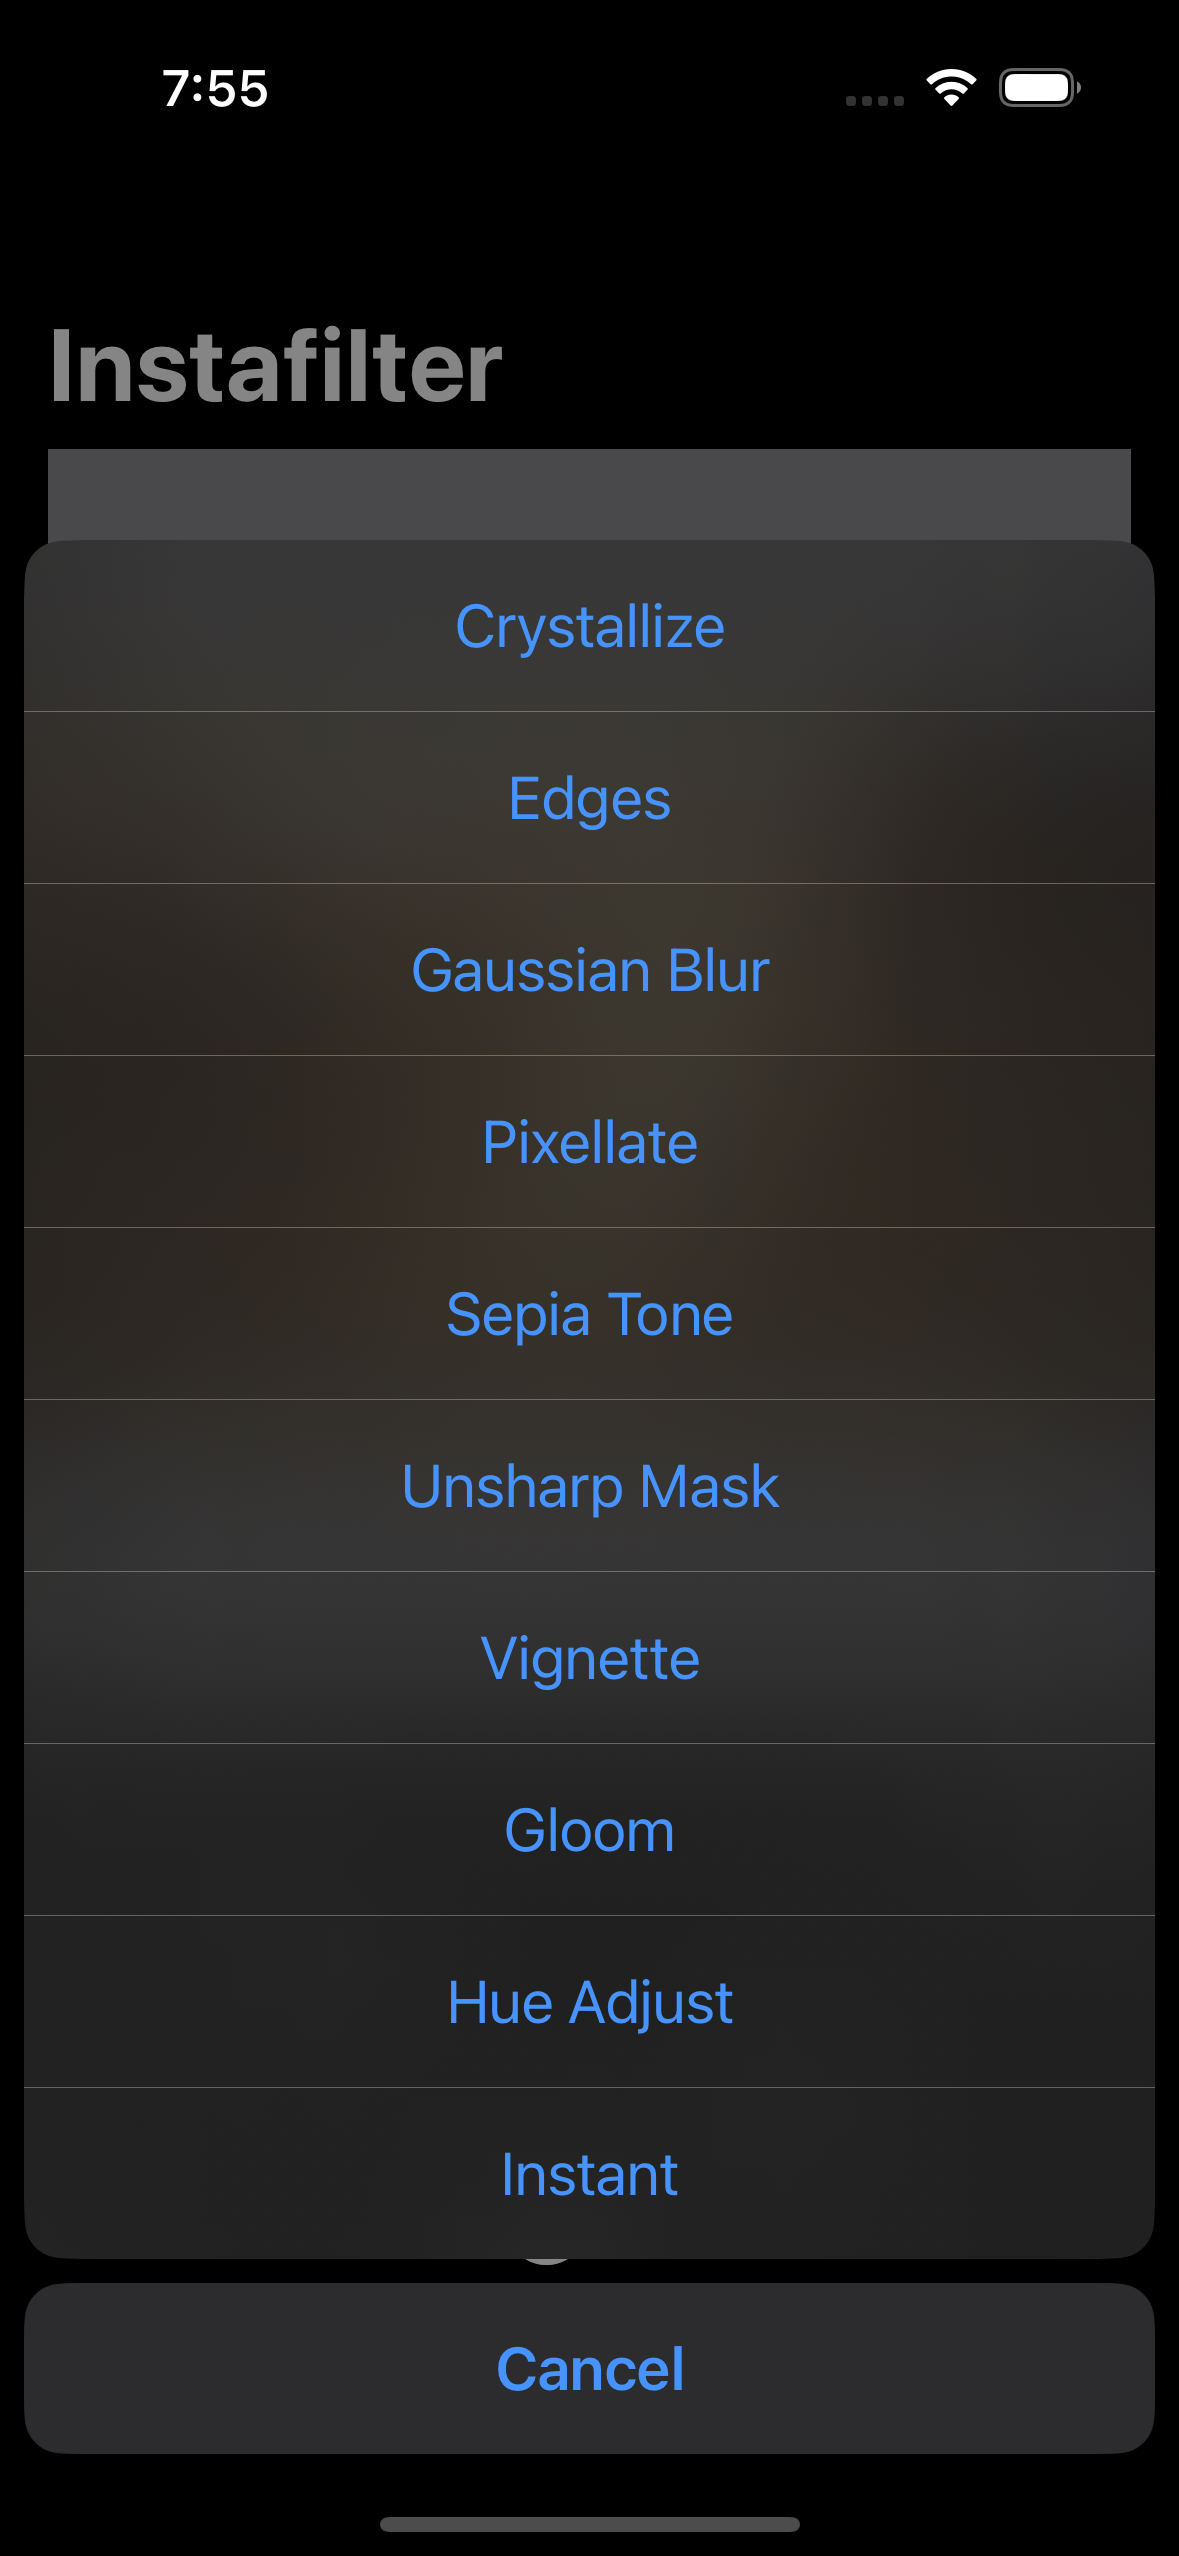 7:55
Instafilter
Crystallize
Edges
Gaussian Blur
Pixellate
Sepia Tone
Unsharp Mask
Vignette
Gloom
Hue Adjust
Instant
Cancel